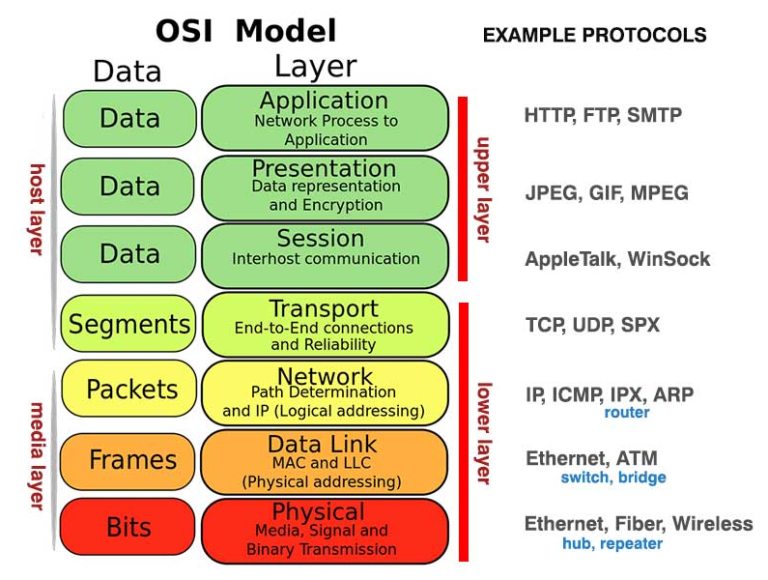 OSI Model
EXAMPLE PROTOCOLS
Data
Layer
host layer
Data
Application
Network Process to
Application
HTTP, FTP, SMTP
upper layer
Data
Presentation
Data representation
and Encryption
JPEG, GIF, MPEG
Data
Session
Interhost communication
AppleTalk, WinSock
Segments
Transport
End-to-End connections
and Reliability
TCP, UDP, SPX
media layer
Packets
Network
Path Determination
and IP (Logical addressing)
IP, ICMP, IPX, ARP
router
lower layer
Frames
Data Link
MAC and LLC
(Physical addressing)
Ethernet, ATM
switch, bridge
Bits
Physical
Media, Signal and
Binary Transmission
Ethernet, Fiber, Wireless
hub, repeater